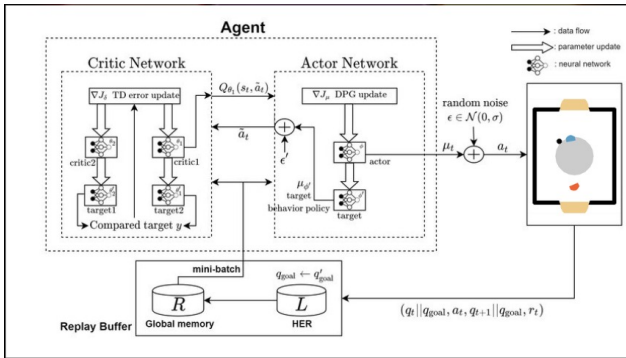 Agent
: data flow
: parameter update
: neural network
Critic Network
Actor Network
∇J_θ TD error update
Q_θ₁(s_t, ã_t)
∇J_μ DPG update
random noise
ϵ ∈ N(0, σ)
ã_t
ϵ′
critic2
critic1
actor
μ_t
a_t
μ_ϕ′
target
behavior policy
target1
target2
target
Compared target y
mini-batch
q_goal ← q′_goal
R
L
Global memory
HER
Replay Buffer
(q_t||q_goal, a_t, q_t+1||q_goal, r_t)